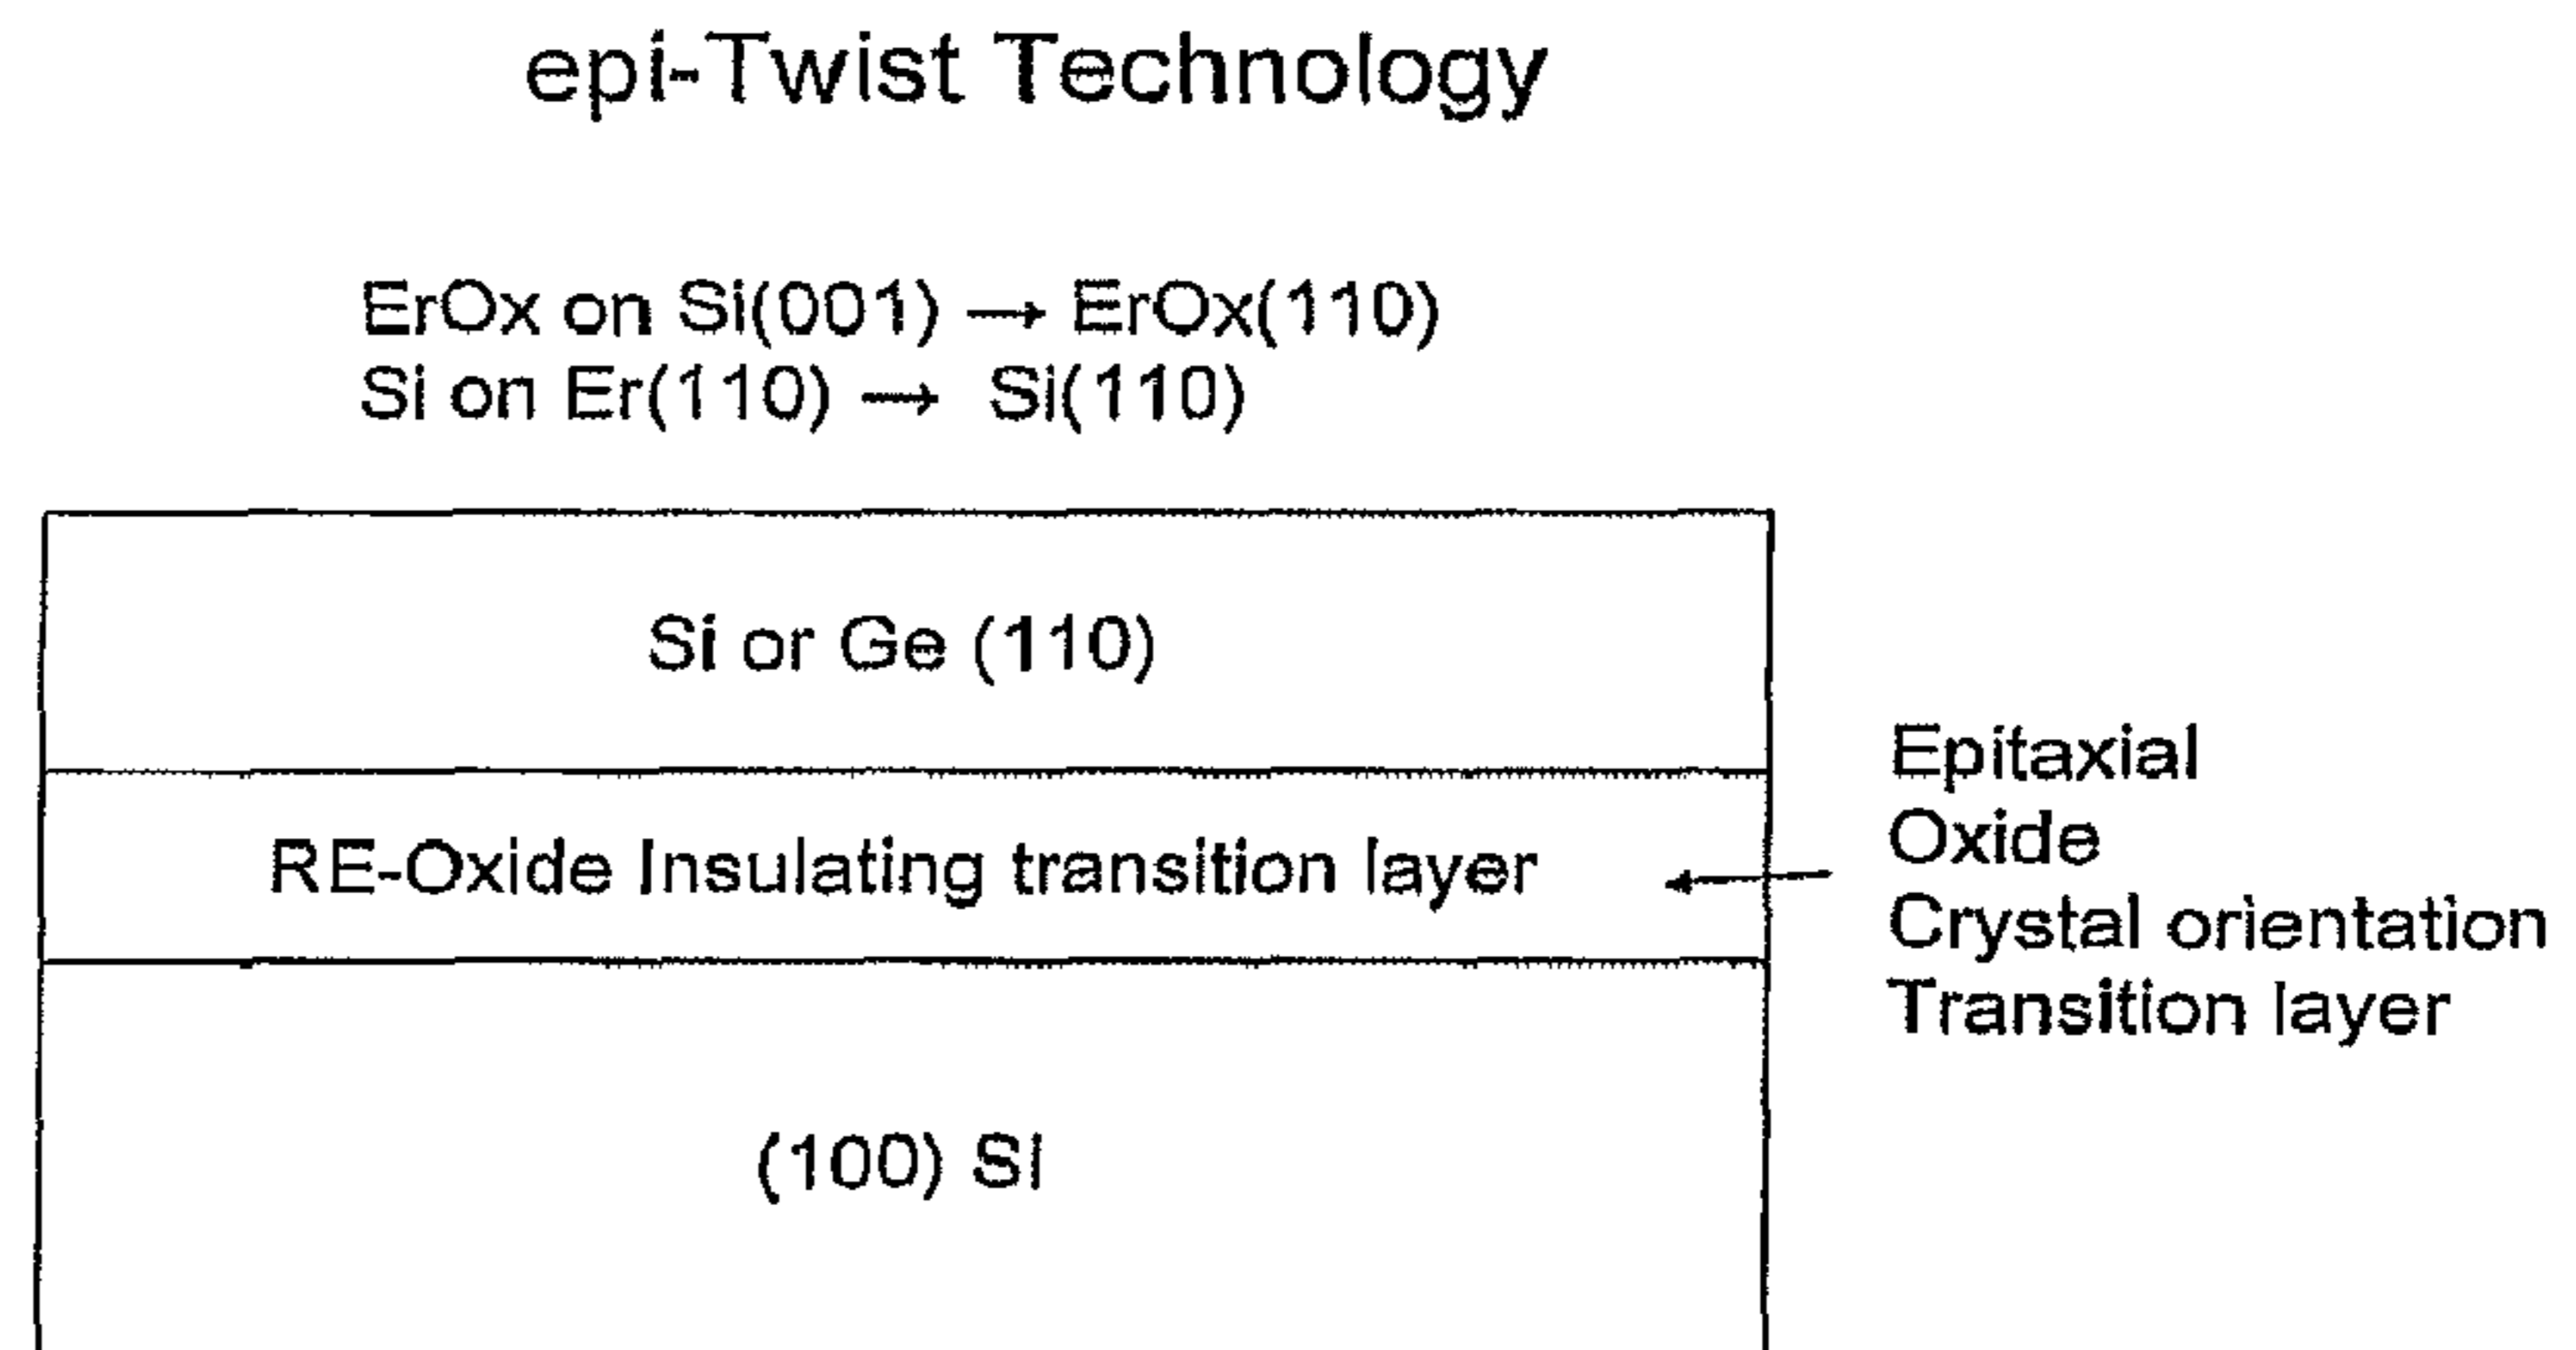 epi-Twist Technology
ErOx on Si(001) → ErOx(110)
Si on Er(110) → Si(110)
Si or Ge (110)
RE-Oxide Insulating transition layer
Epitaxial
Oxide
Crystal orientation
Transition layer
(100) Si